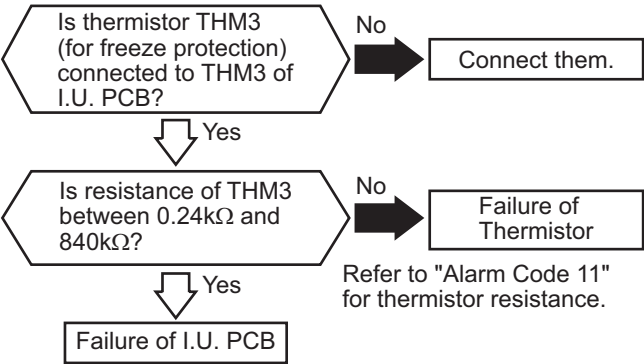 Is thermistor THM3
(for freeze protection)
connected to THM3 of
I.U. PCB?
No
Connect them.
Yes
Is resistance of THM3
between 0.24kΩ and
840kΩ?
No
Failure of
Thermistor
Refer to "Alarm Code 11"
for thermistor resistance.
Yes
Failure of I.U. PCB